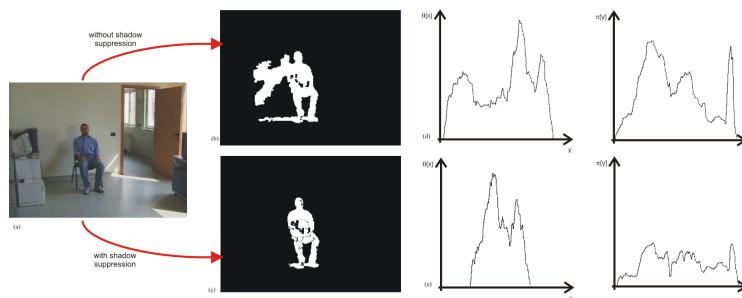 without shadow
suppression
(a)
with shadow
suppression
(b)
(c)
θ(x)
(d)
x
π(y)
θ(x)
(e)
π(y)